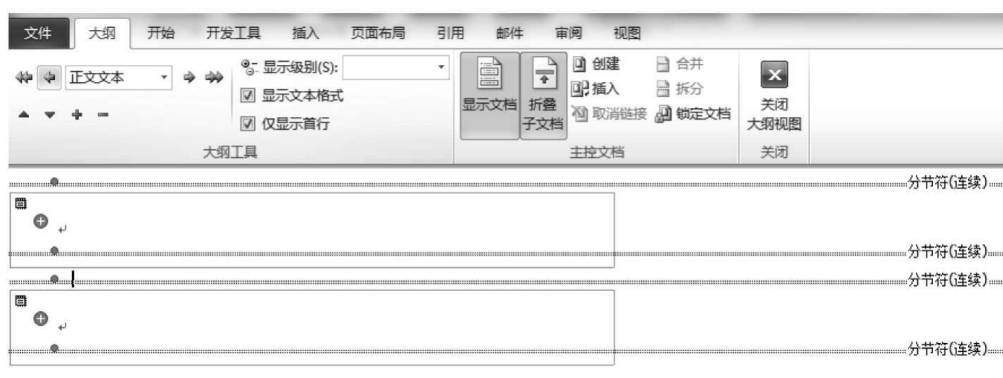 文件 大纲 开始 开发工具 插入 页面布局 引用 邮件 审阅 视图
正文文本 显示级别(S): 显示文档 折叠子文档 创建 合并 关闭大纲视图
显示文本格式 插入 拆分
仅显示首行 取消链接 锁定文档
大纲工具 主控文档 关闭
分节符(连续)
分节符(连续)
分节符(连续)
分节符(连续)